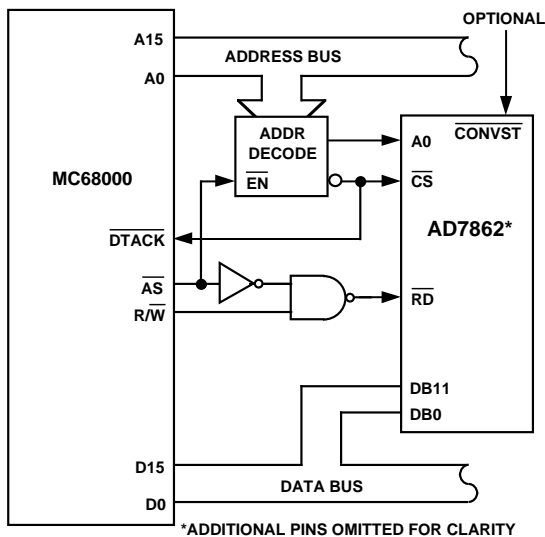 OPTIONAL
A15
ADDRESS BUS
A0
ADDR
DECODE
EN
A0
CONVST
CS
MC68000
AD7862*
DTACK
AS
R/W
RD
DB11
DB0
D15
DATA BUS
D0
*ADDITIONAL PINS OMITTED FOR CLARITY